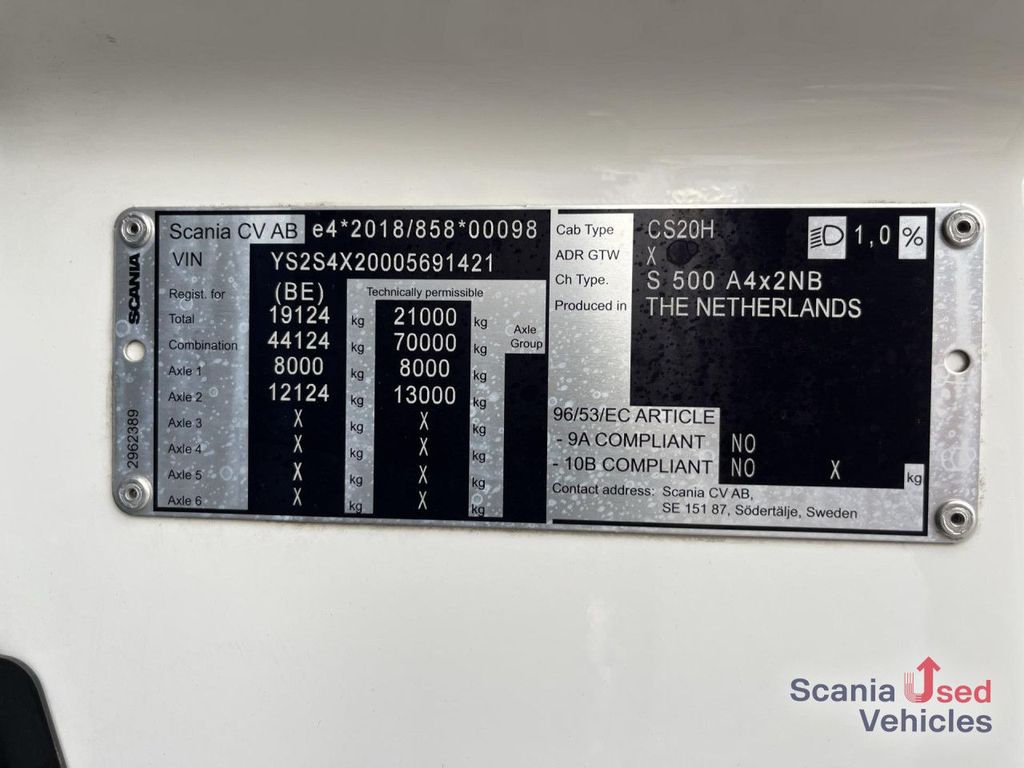 Scania CV AB e4*2018/858*00098
VIN YS2S4X20005691421
Regist. for (BE) Technically permissible
Total 19124 kg 21000 kg Axle Group
Combination 44124 kg 70000 kg
Axle 1 8000 kg 8000 kg
Axle 2 12124 kg 13000 kg
Axle 3 X kg X kg
Axle 4 X kg X kg
Axle 5 X kg X kg
Axle 6 X kg X kg
SCANIA
2962389
Cab Type CS20H 1,0 %
ADR GTW X
Ch Type. S 500 A4x2NB
Produced in THE NETHERLANDS
96/53/EC ARTICLE
- 9A COMPLIANT NO
- 10B COMPLIANT NO X kg
Contact address: Scania CV AB,
SE 151 87, Södertälje, Sweden
Scania Used
Vehicles